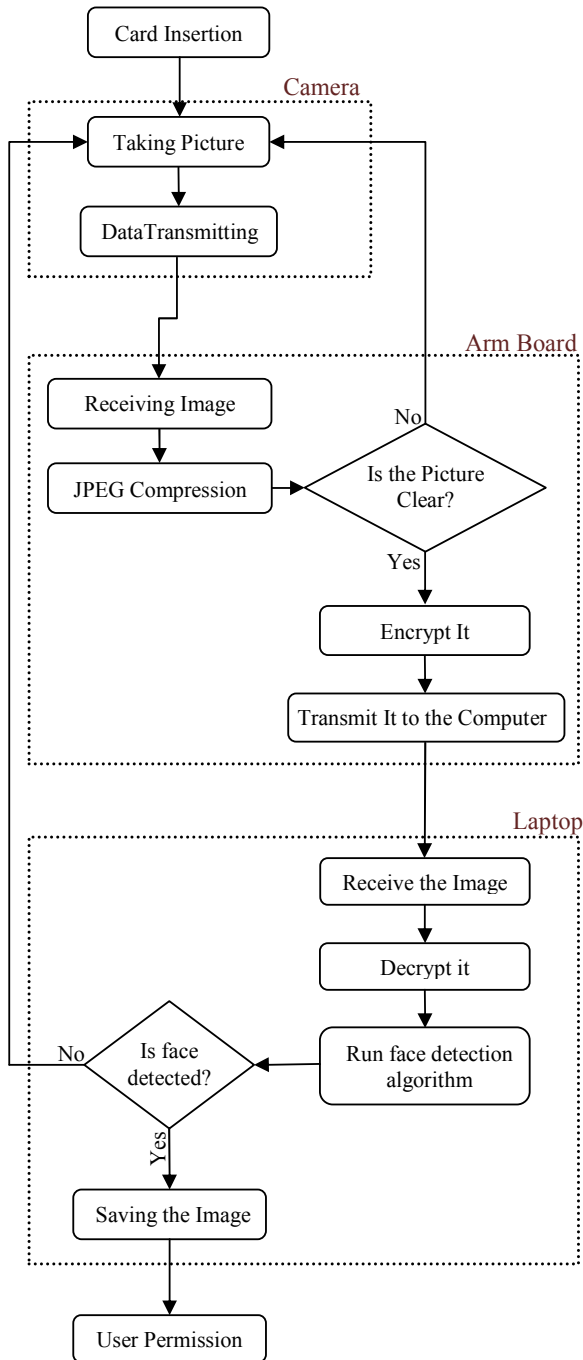 Card Insertion
Camera
Taking Picture
DataTransmitting
Arm Board
Receiving Image
No
JPEG Compression
Is the Picture
Clear?
Yes
Encrypt It
Transmit It to the Computer
Laptop
Receive the Image
Decrypt it
Run face detection
algorithm
No
Is face
detected?
Yes
Saving the Image
User Permission